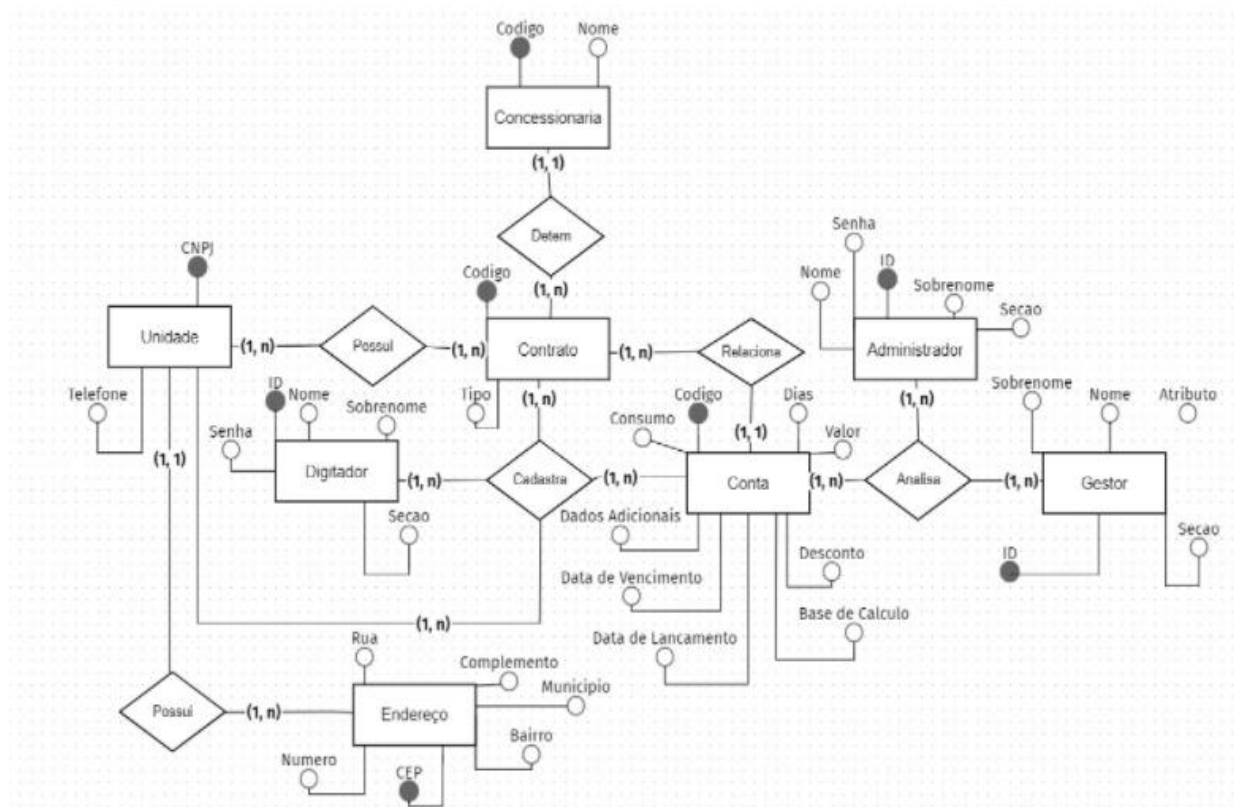 Codigo
Nome
Concessionaria
(1, 1)
Detem
(1, n)
Codigo
CNPJ
Unidade
(1, n)
Possui
(1, n)
Contrato
(1, n)
Relaciona
Senha
Nome
ID
Sobrenome
Secao
Administrador
Telefone
ID
Nome
Sobrenome
Senha
Digitador
Tipo
(1, n)
Consumo
Codigo
Dias
(1, 1)
Valor
(1, n)
Sobrenome
Nome
Atributo
(1, 1)
(1, n)
Cadastra
(1, n)
Conta
(1, n)
Analisa
(1, n)
Gestor
Secao
Dados Adicionais
Desconto
ID
Secao
Data de Vencimento
Base de Calculo
(1, n)
Data de Lancamento
Rua
Complemento
Municipio
Possui
(1, n)
Endereço
Bairro
Numero
CEP